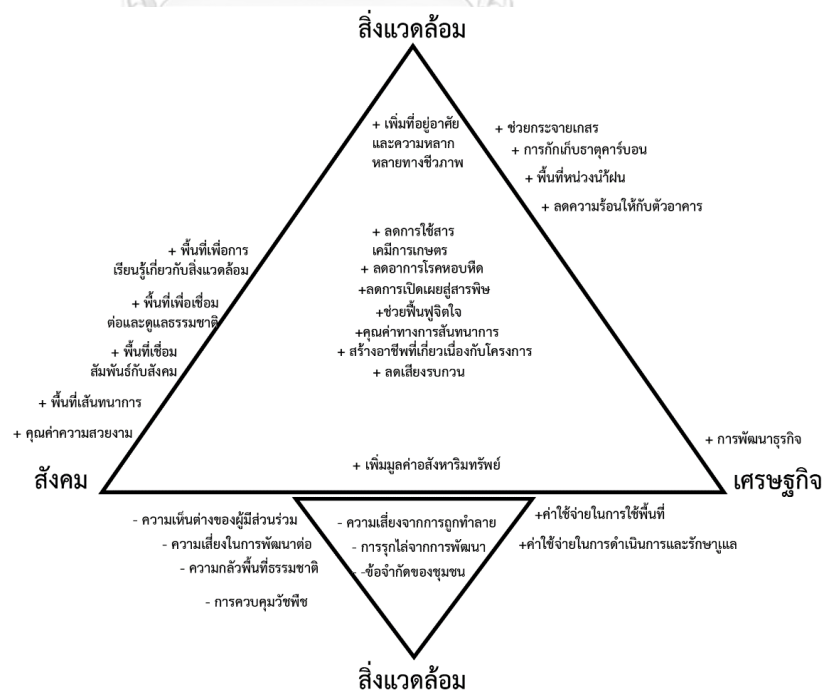 สิ่งแวดล้อม
+ เพิ่มที่อยู่อาศัย
และความหลาก
หลายทางชีวภาพ
+ ช่วยกระจายเกสร
+ การกักเก็บธาตุคาร์บอน
+ พื้นที่หน่วงน้ำฝน
+ ลดความร้อนให้กับตัวอาคาร
+ พื้นที่เพื่อการ
เรียนรู้เกี่ยวกับสิ่งแวดล้อม
+ พื้นที่เพื่อเชื่อม
ต่อและดูแลธรรมชาติ
+ พื้นที่เชื่อม
สัมพันธ์กับสังคม
+ พื้นที่เส้นทนาการ
+ คุณค่าความสวยงาม
+ ลดการใช้สาร
เคมีการเกษตร
+ ลดอาการโรคหอบหืด
+ลดการเปิดเผยสู่สารพิษ
+ช่วยฟื้นฟูจิตใจ
+คุณค่าทางการสันทนาการ
+ สร้างอาชีพที่เกี่ยวเนื่องกับโครงการ
+ ลดเสียงรบกวน
+ การพัฒนาธุรกิจ
+ เพิ่มมูลค่าอสังหาริมทรัพย์
สังคม
เศรษฐกิจ
- ความเห็นต่างของผู้มีส่วนร่วม
- ความเสี่ยงในการพัฒนาต่อ
- ความกลัวพื้นที่ธรรมชาติ
- การควบคุมวัชพืช
- ความเสี่ยงจากการถูกทำลาย
- การรุกไล่จากการพัฒนา
- -ข้อจำกัดของชุมชน
+ค่าใช้จ่ายในการใช้พื้นที่
+ค่าใช้จ่ายในการดำเนินการและรักษาูแล
สิ่งแวดล้อม